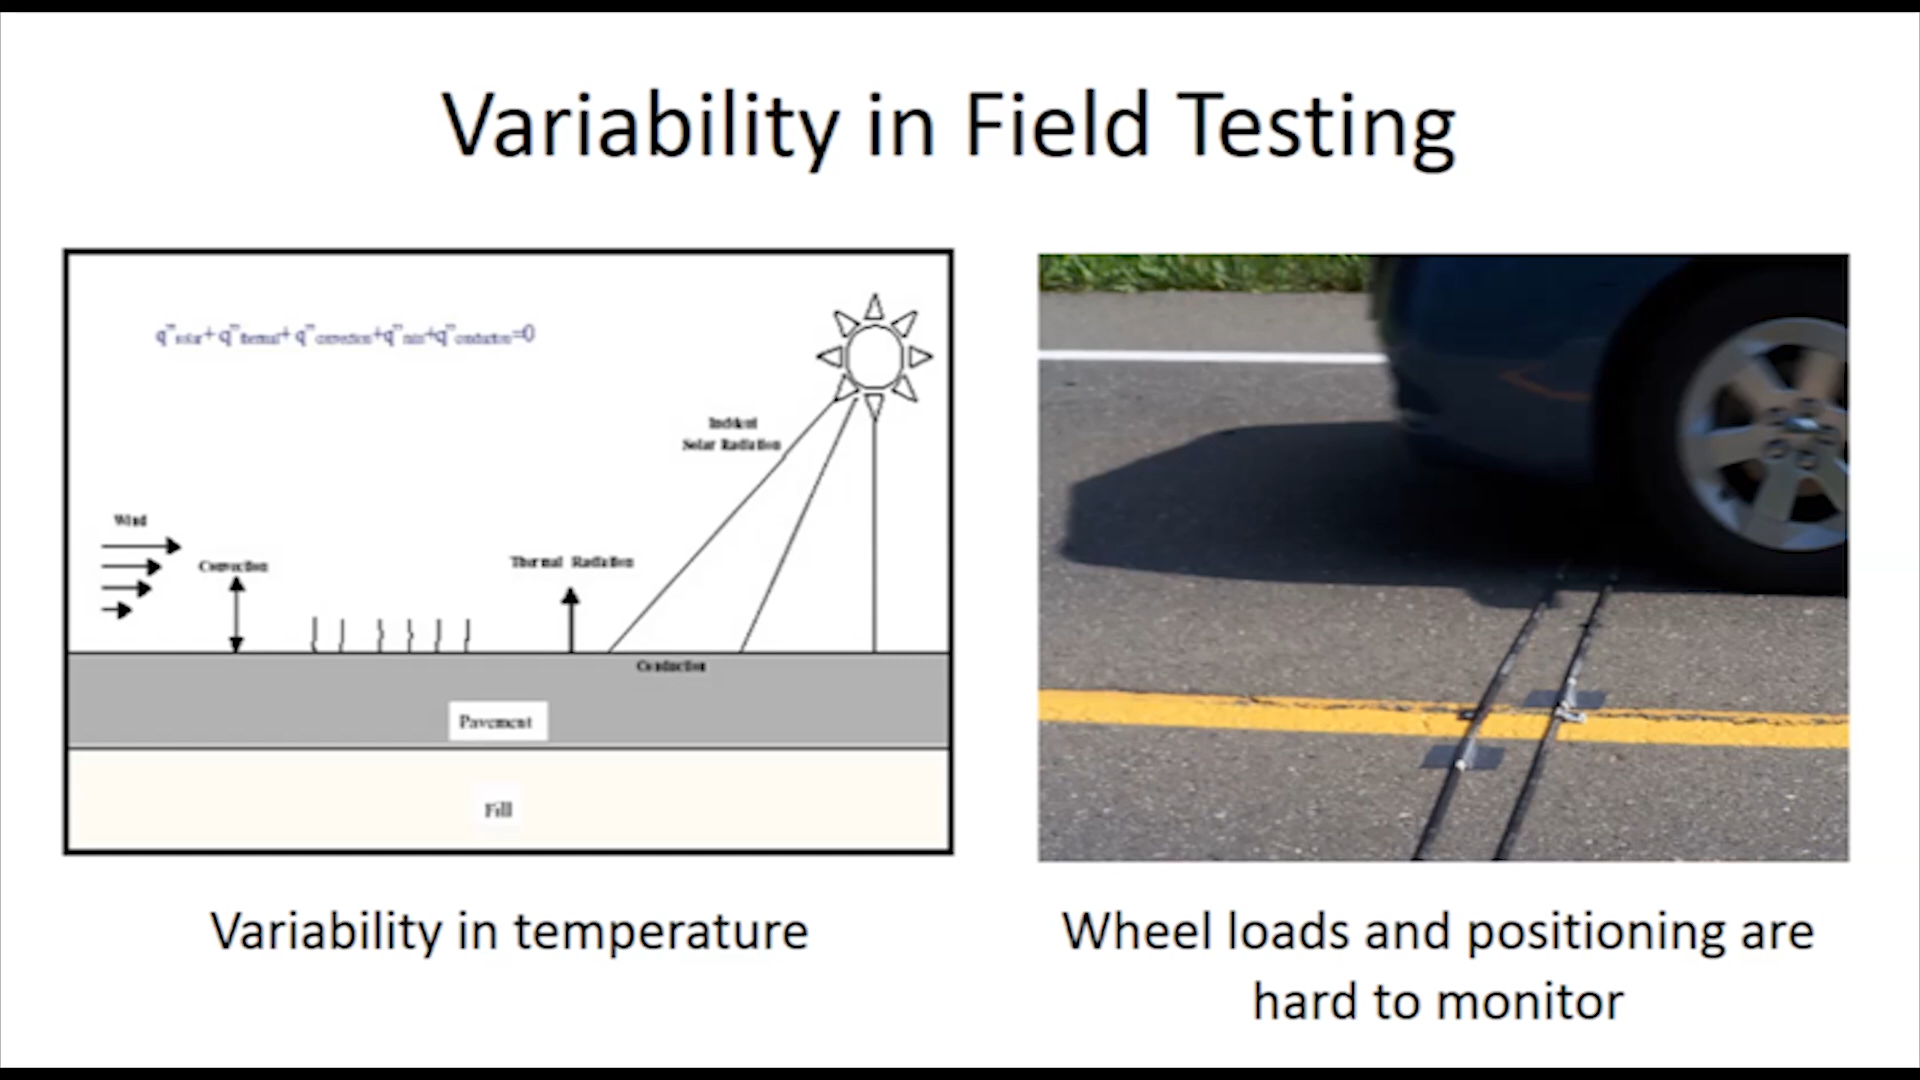 Variability in Field Testing
q"solar+q"thermal+q"convection+q"rain+q"conduction=0
Incident
Solar Radiation
Wind
Convection
Thermal Radiation
Conduction
Pavement
Fill
Variability in temperature
Wheel loads and positioning are
hard to monitor